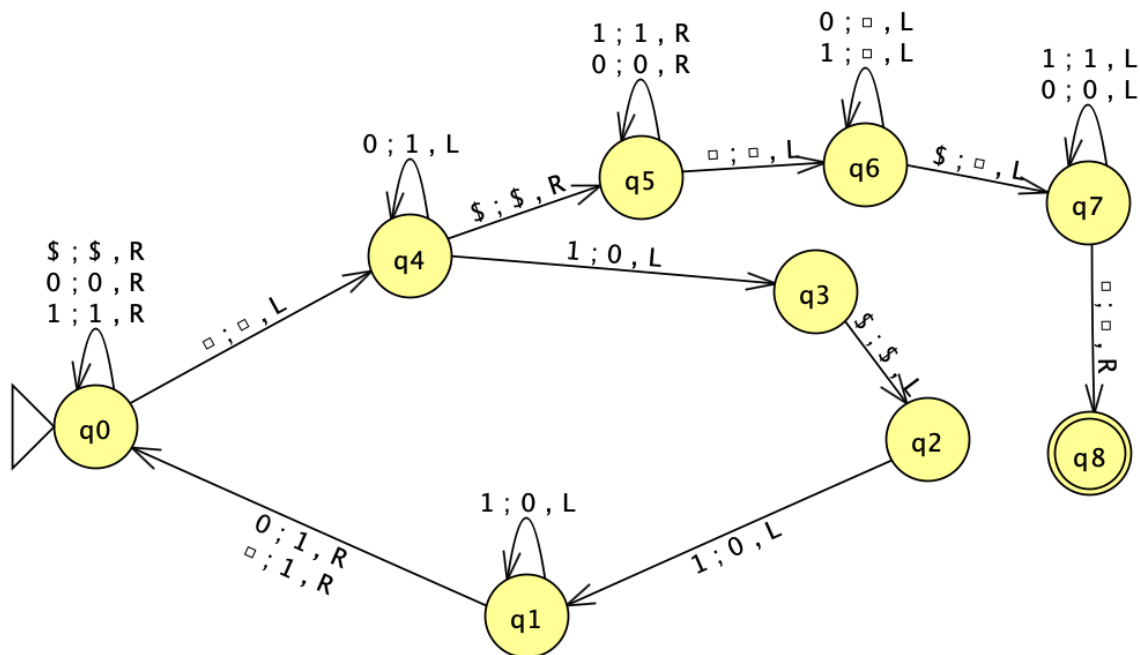 1 ; 1 , R
0 ; 0 , R
q5
0 ; □ , L
1 ; □ , L
q6
1 ; 1 , L
0 ; 0 , L
q7
0 ; 1 , L
q4
$ ; $ , R
□ ; □ , L
$ ; □ , L
$ ; $ , R
0 ; 0 , R
1 ; 1 , R
q0
□ ; □ , L
1 ; 0 , L
q3
$ ; $ , L
q2
□ ; □ , R
q8
1 ; 0 , L
q1
1 ; 0 , L
0 ; 1 , R
□ ; 1 , R